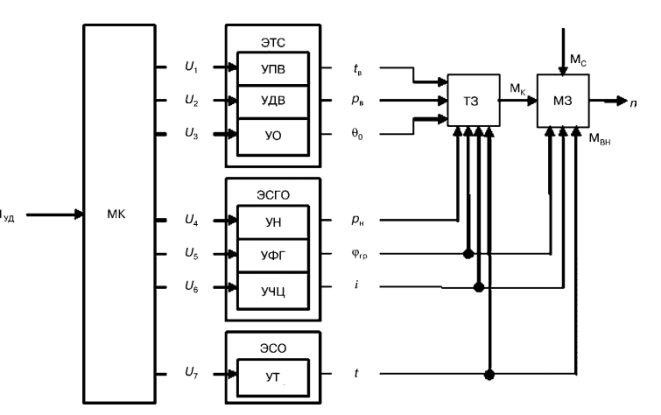 ЭТС
U₁ УПВ tв
U₂ УДВ pв
U₃ УО θ₀
ТЗ Mк МЗ Mс n
Mвн
уд МК
ЭСГО
U₄ УН pн
U₅ УФГ φгр
U₆ УЧЦ i
ЭСО
U₇ УТ t